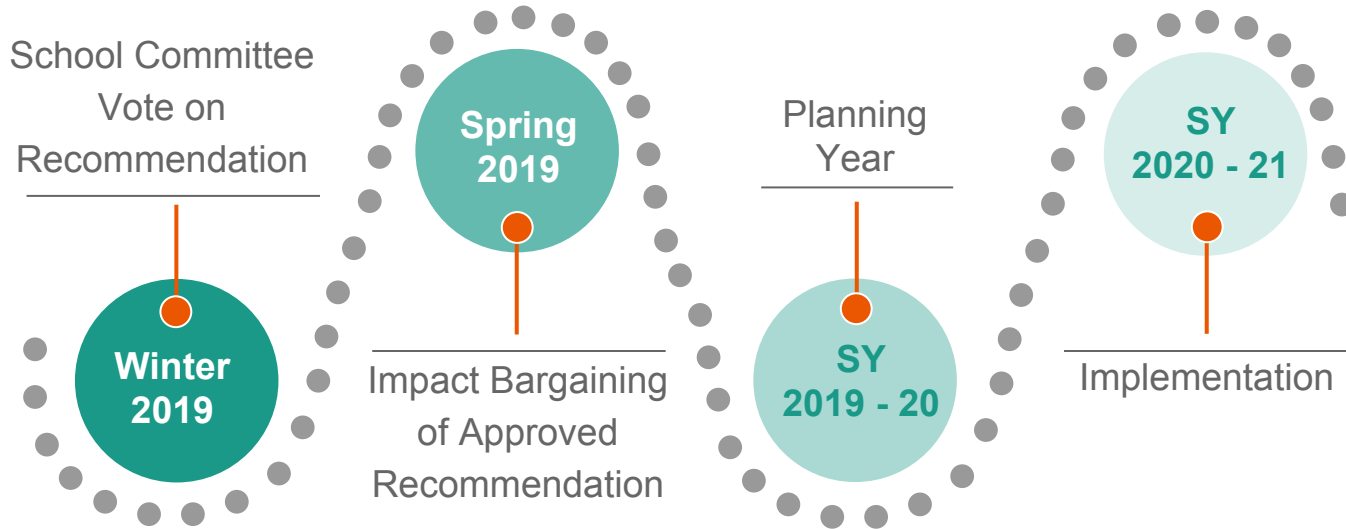 School Committee
Vote on
Recommendation
Winter
2019
Spring
2019
Impact Bargaining
of Approved
Recommendation
Planning
Year
SY
2019 - 20
SY
2020 - 21
Implementation